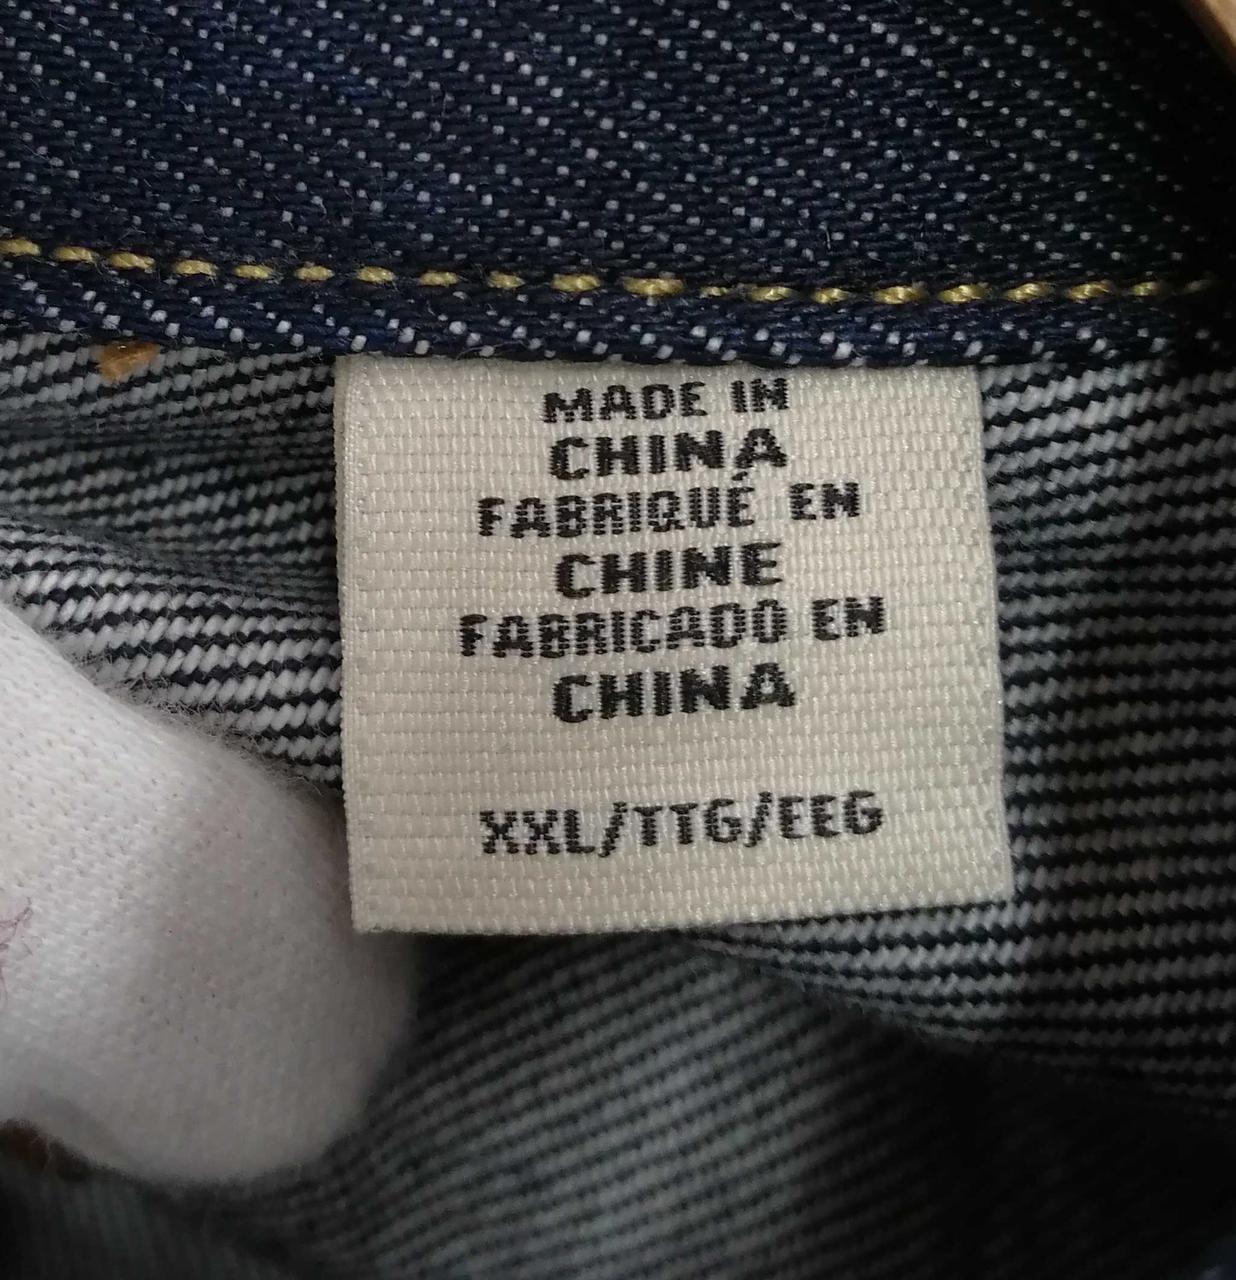 MADE IN
CHINA
FABRIQUÉ EN
CHINE
FABRICADO EN
CHINA
XXL/TTG/EEG